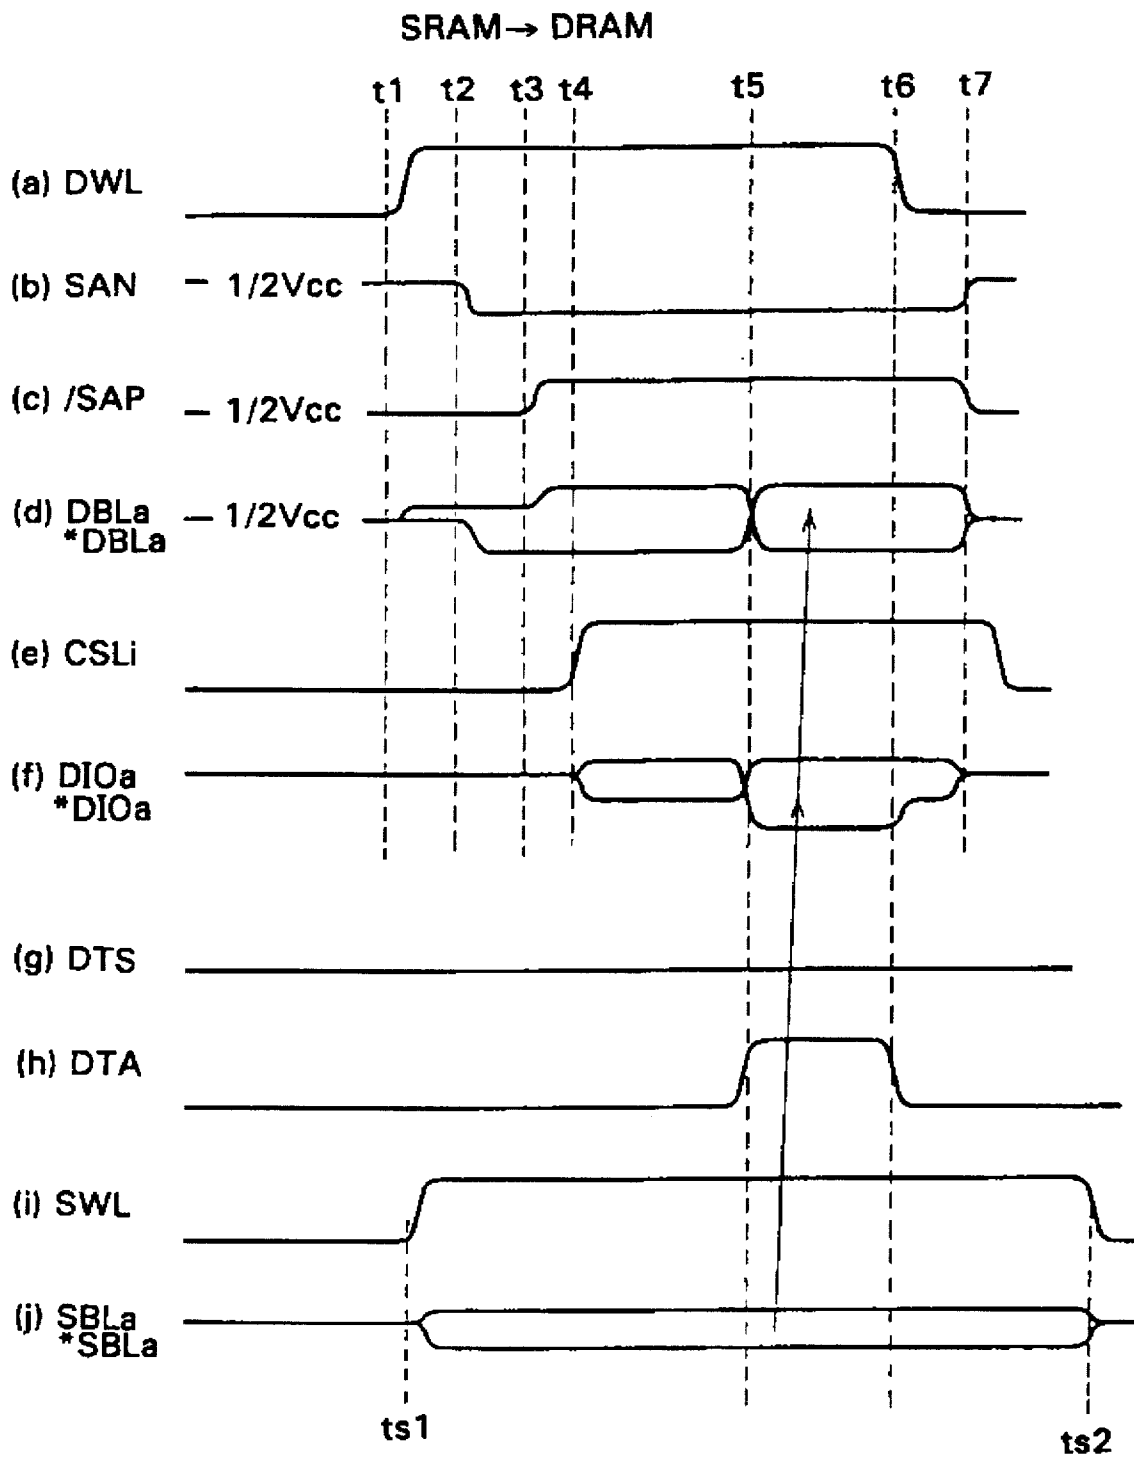 SRAM→ DRAM
t1 t2 t3 t4 t5 t6 t7
(a) DWL
(b) SAN – 1/2Vcc
(c) /SAP – 1/2Vcc
(d) DBLa – 1/2Vcc
*DBLa
(e) CSLi
(f) DIOa
*DIOa
(g) DTS
(h) DTA
(i) SWL
(j) SBLa
*SBLa
ts1 ts2